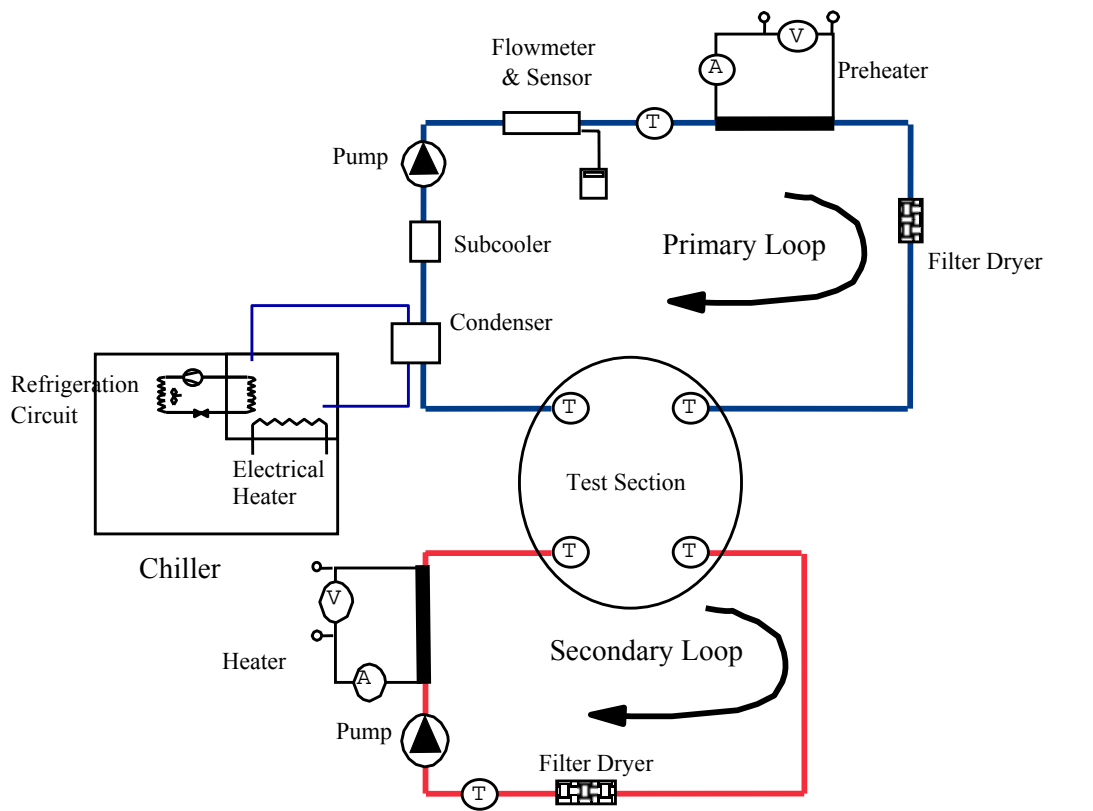 Flowmeter
& Sensor
V
A
Preheater
T
Pump
Subcooler
Primary Loop
Filter Dryer
Condenser
Refrigeration
Circuit
T
T
Electrical
Heater
Test Section
Chiller
T
T
V
Heater
A
Secondary Loop
Pump
Filter Dryer
T